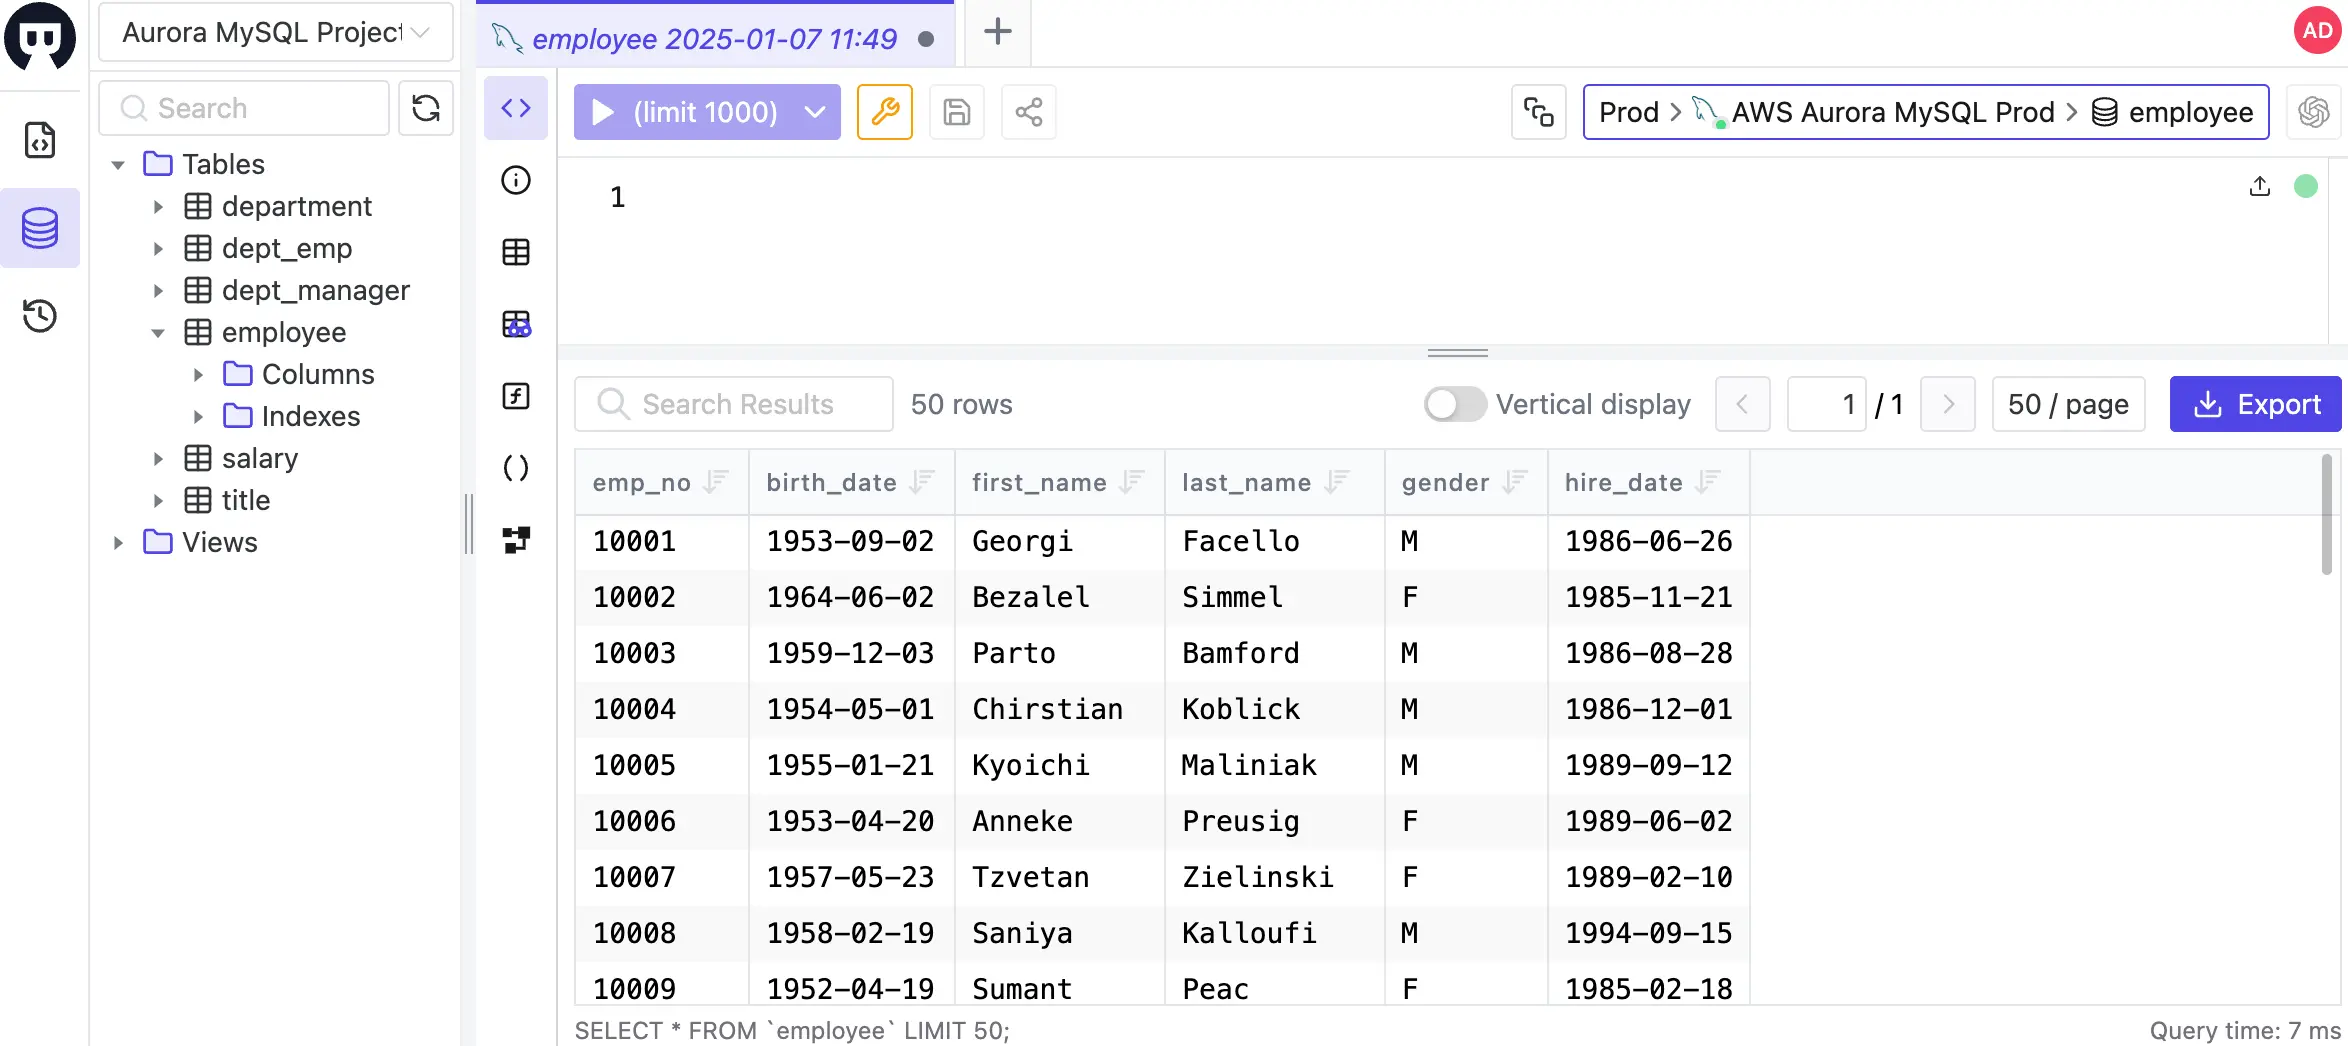 Aurora MySQL Project
employee 2025-01-07 11:49
AD
Search
(limit 1000)
Prod
AWS Aurora MySQL Prod
employee
Tables
department
dept_emp
dept_manager
employee
Columns
Indexes
salary
title
Views
1
Search Results
50 rows
Vertical display
1 / 1
50 / page
Export
emp_no birth_date first_name last_name gender hire_date
10001 1953-09-02 Georgi Facello M 1986-06-26
10002 1964-06-02 Bezalel Simmel F 1985-11-21
10003 1959-12-03 Parto Bamford M 1986-08-28
10004 1954-05-01 Chirstian Koblick M 1986-12-01
10005 1955-01-21 Kyoichi Maliniak M 1989-09-12
10006 1953-04-20 Anneke Preusig F 1989-06-02
10007 1957-05-23 Tzvetan Zielinski F 1989-02-10
10008 1958-02-19 Saniya Kalloufi M 1994-09-15
10009 1952-04-19 Sumant Peac F 1985-02-18
SELECT * FROM `employee` LIMIT 50;
Query time: 7 ms